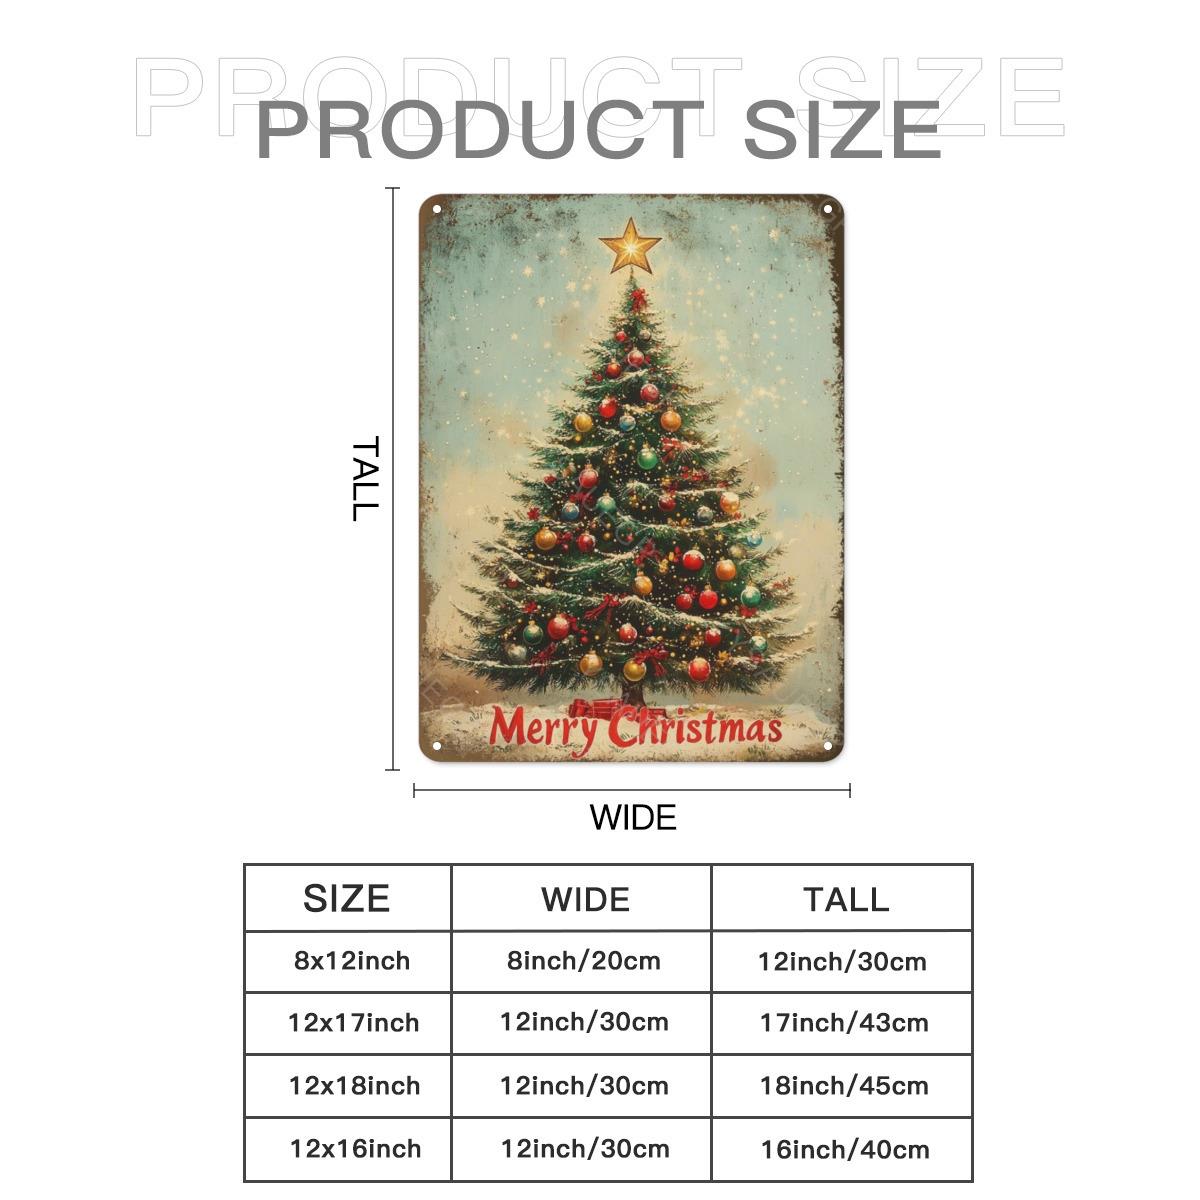 PRODUCT SIZE
PRODUCT SIZE
TALL
Merry Christmas
WIDE
SIZE WIDE TALL
8x12inch 8inch/20cm 12inch/30cm
12x17inch 12inch/30cm 17inch/43cm
12x18inch 12inch/30cm 18inch/45cm
12x16inch 12inch/30cm 16inch/40cm